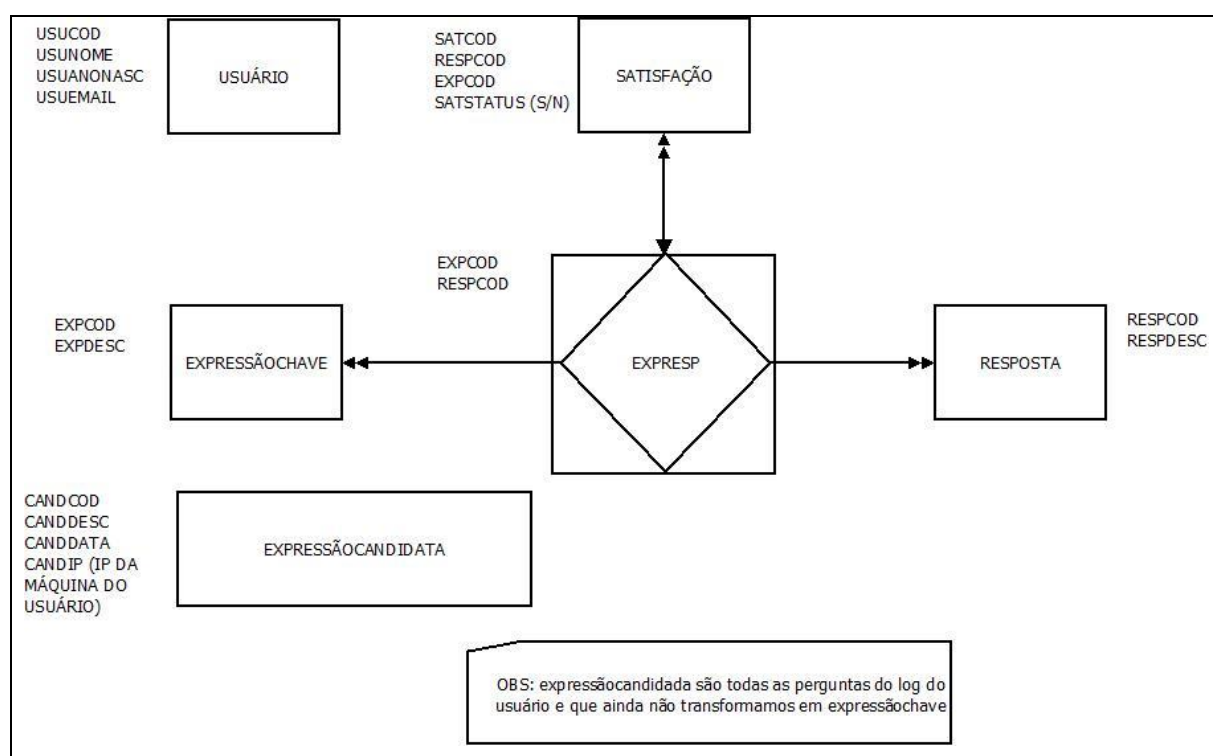 USUCOD
USUNOME
USUANONASC
USUEMAIL
USUÁRIO
SATCOD
RESPCOD
EXPCOD
SATSTATUS (S/N)
SATISFAÇÃO
EXPCOD
RESPCOD
EXPCOD
EXPDESC
EXPRESSÃOCHAVE
EXPRESP
RESPOSTA
RESPCOD
RESPDESC
CANDCOD
CANDDESC
CANDDATA
CANDIP (IP DA
MÁQUINA DO
USUÁRIO)
EXPRESSÃOCANDIDATA
OBS: expressãocandidada são todas as perguntas do log do
usuário e que ainda não transformamos em expressãochave